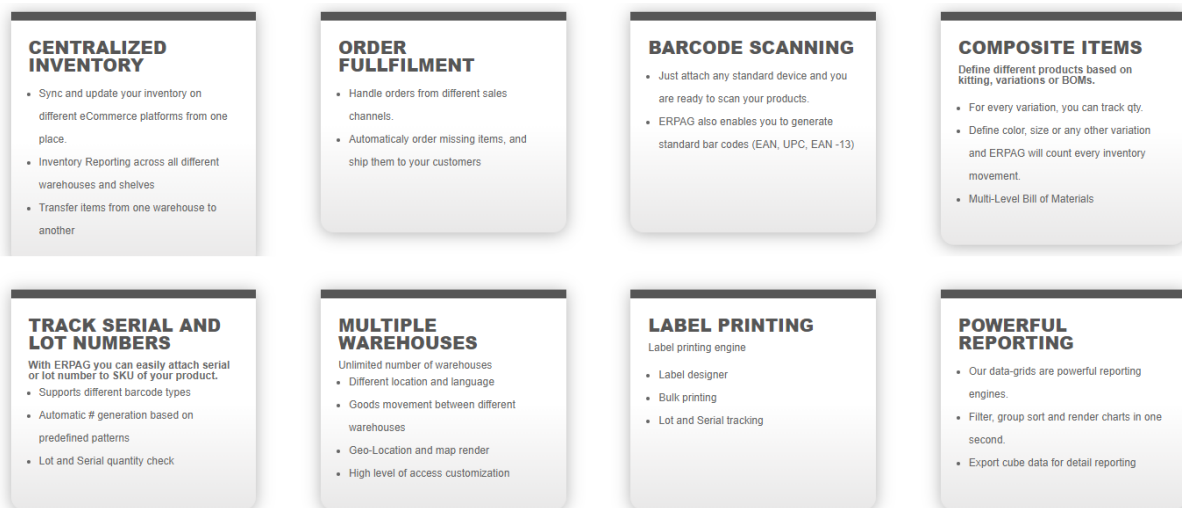 CENTRALIZED
INVENTORY
Sync and update your inventory on
different eCommerce platforms from one
place.
Inventory Reporting across all different
warehouses and shelves
Transfer items from one warehouse to
another
ORDER
FULLFILMENT
Handle orders from different sales
channels.
Automaticaly order missing items, and
ship them to your customers
BARCODE SCANNING
Just attach any standard device and you
are ready to scan your products.
ERPAG also enables you to generate
standard bar codes (EAN, UPC, EAN -13)
COMPOSITE ITEMS
Define different products based on
kitting, variations or BOMs.
For every variation, you can track qty.
Define color, size or any other variation
and ERPAG will count every inventory
movement.
Multi-Level Bill of Materials
TRACK SERIAL AND
LOT NUMBERS
With ERPAG you can easily attach serial
or lot number to SKU of your product.
Supports different barcode types
Automatic # generation based on
predefined patterns
Lot and Serial quantity check
MULTIPLE
WAREHOUSES
Unlimited number of warehouses
Different location and language
Goods movement between different
warehouses
Geo-Location and map render
High level of access customization
LABEL PRINTING
Label printing engine
Label designer
Bulk printing
Lot and Serial tracking
POWERFUL
REPORTING
Our data-grids are powerful reporting
engines.
Filter, group sort and render charts in one
second.
Export cube data for detail reporting